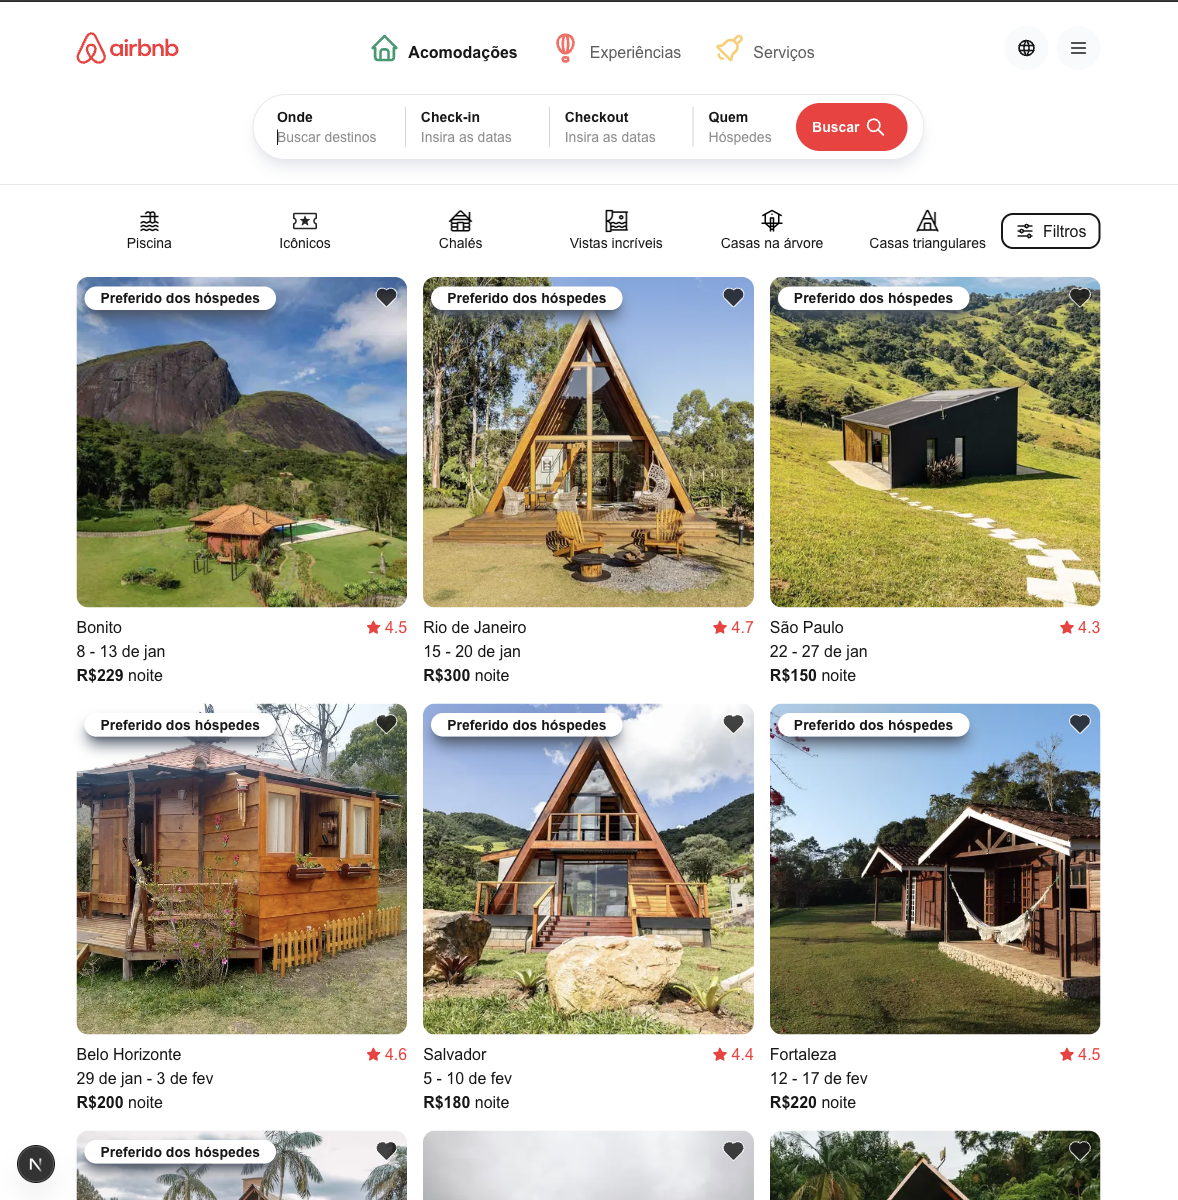 airbnb
Acomodações
Experiências
Serviços
Onde
Buscar destinos
Check-in
Insira as datas
Checkout
Insira as datas
Quem
Hóspedes
Buscar
Piscina
Icônicos
Chalés
Vistas incríveis
Casas na árvore
Casas triangulares
Filtros
Preferido dos hóspedes
Preferido dos hóspedes
Preferido dos hóspedes
Bonito
4.5
8 - 13 de jan
R$229 noite
Rio de Janeiro
4.7
15 - 20 de jan
R$300 noite
São Paulo
4.3
22 - 27 de jan
R$150 noite
Preferido dos hóspedes
Preferido dos hóspedes
Preferido dos hóspedes
Belo Horizonte
4.6
29 de jan - 3 de fev
R$200 noite
Salvador
4.4
5 - 10 de fev
R$180 noite
Fortaleza
4.5
12 - 17 de fev
R$220 noite
Preferido dos hóspedes
N